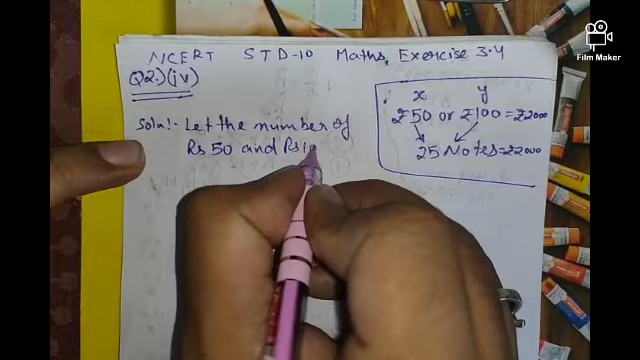 NCERT STD-10 Maths, Exercise 3.4
Q2.)(iv)
x y
₹50 or ₹100 = ₹2000
25 Notes = ₹2000
Soln:- Let the number of
Rs 50 and Rs 10
Film Maker